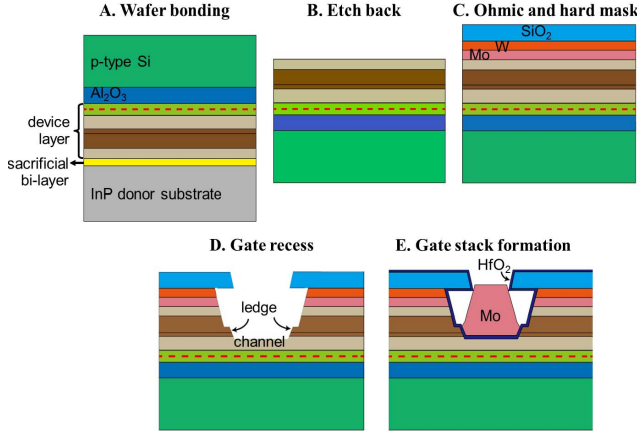 A. Wafer bonding
p-type Si
Al₂O₃
device
layer
sacrificial
bi-layer
InP donor substrate
B. Etch back
C. Ohmic and hard mask
SiO₂
W
Mo
D. Gate recess
ledge
channel
E. Gate stack formation
HfO₂
Mo